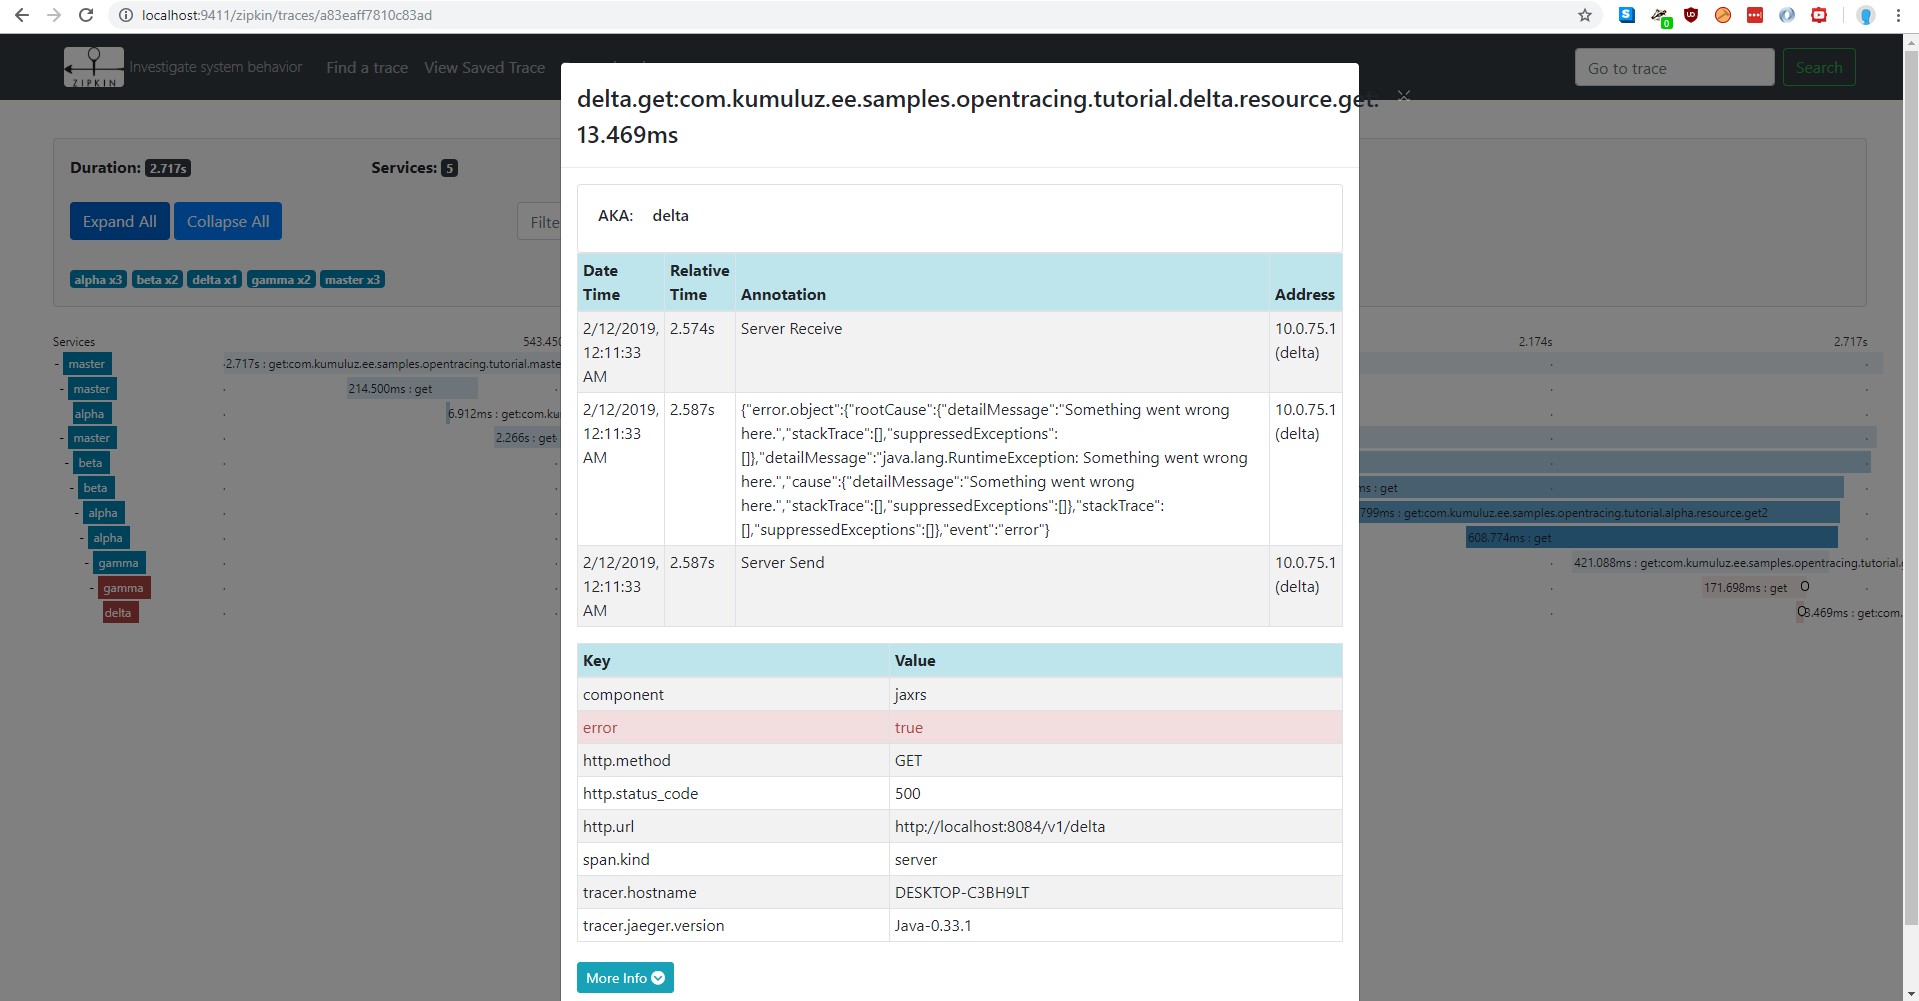 localhost:9411/zipkin/traces/a83eaff7810c83ad
0
ZIPKIN
Investigate system behavior
Find a trace
View Saved Trace
Go to trace
Search
delta.get:com.kumuluz.ee.samples.opentracing.tutorial.delta.resource.get:
13.469ms
Duration: 2.717s
Services: 5
Expand All
Collapse All
alpha x3
beta x2
delta x1
gamma x2
master x3
AKA: delta
Date Time
Relative Time
Annotation
Address
2/12/2019, 12:11:33 AM
2.574s
Server Receive
10.0.75.1 (delta)
2/12/2019, 12:11:33 AM
2.587s
{"error.object":{"rootCause":{"detailMessage":"Something went wrong
here.","stackTrace":[],"suppressedExceptions":
[]},"detailMessage":"java.lang.RuntimeException: Something went wrong
here.","cause":{"detailMessage":"Something went wrong
here.","stackTrace":[],"suppressedExceptions":[]},"stackTrace":
[],"suppressedExceptions":[]},"event":"error"}
10.0.75.1 (delta)
2/12/2019, 12:11:33 AM
2.587s
Server Send
10.0.75.1 (delta)
Key
Value
component
jaxrs
error
true
http.method
GET
http.status_code
500
http.url
http://localhost:8084/v1/delta
span.kind
server
tracer.hostname
DESKTOP-C3BH9LT
tracer.jaeger.version
Java-0.33.1
More Info
Services
2.174s
2.717s
- master
2.717s : get:com.kumuluz.ee.samples.opentracing.tutorial.maste
- master
214.500ms : get
alpha
6.912ms : get:com.ku
- master
2.266s : get
- beta
- beta
ms : get
- alpha
799ms : get:com.kumuluz.ee.samples.opentracing.tutorial.alpha.resource.get2
- alpha
608.774ms : get
- gamma
421.088ms : get:com.kumuluz.ee.samples.opentracing.tutorial.
- gamma
171.698ms : get
delta
3.469ms : get:com.